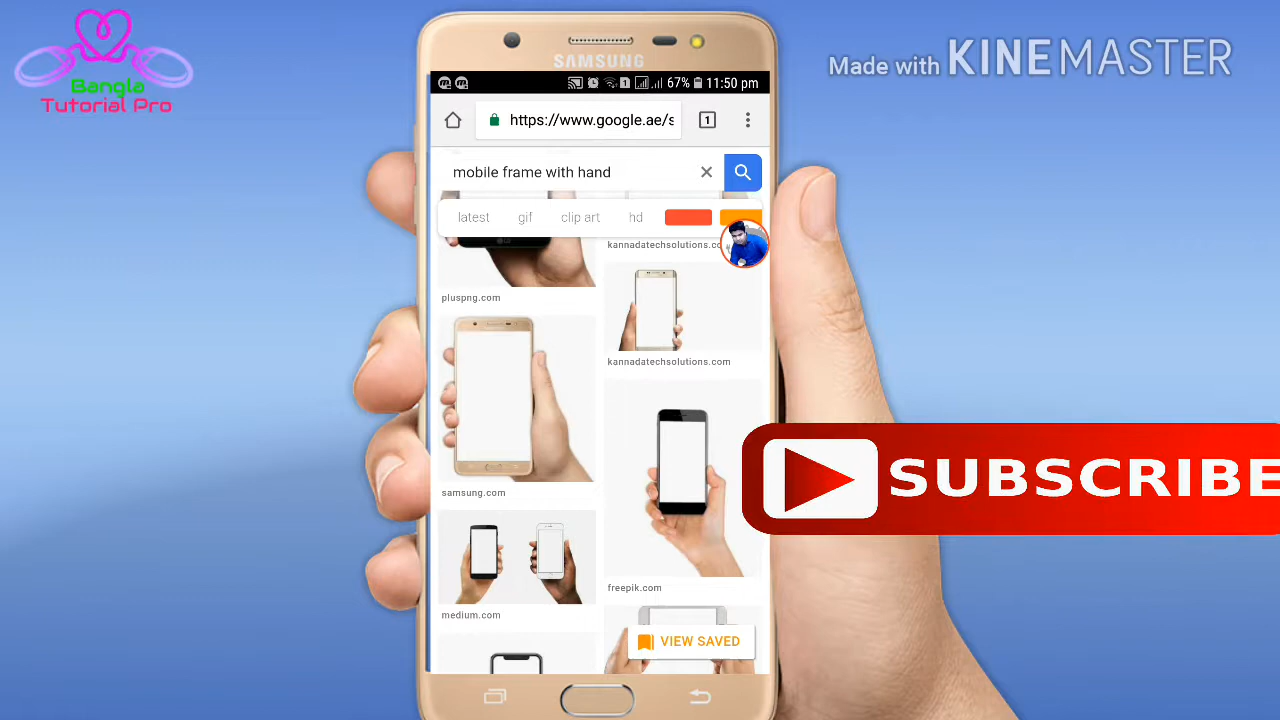 Bangla
Tutorial Pro
Made with KINEMASTER
SAMSUNG
67% 11:50 pm
https://www.google.ae/s
1
mobile frame with hand
latest gif clip art hd
kannadatechsolutions.co
pluspng.com
kannadatechsolutions.com
samsung.com
freepik.com
medium.com
VIEW SAVED
SUBSCRIBE